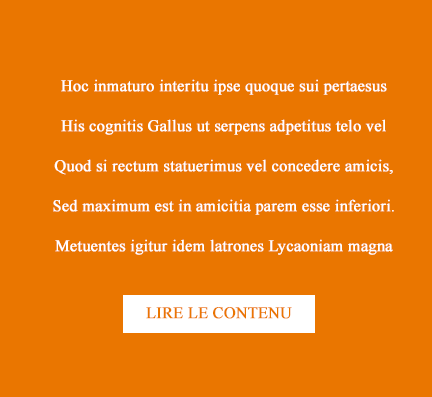 Hoc inmaturo interitu ipse quoque sui pertaesus
His cognitis Gallus ut serpens adpetitus telo vel
Quod si rectum statuerimus vel concedere amicis,
Sed maximum est in amicitia parem esse inferiori.
Metuentes igitur idem latrones Lycaoniam magna
LIRE LE CONTENU